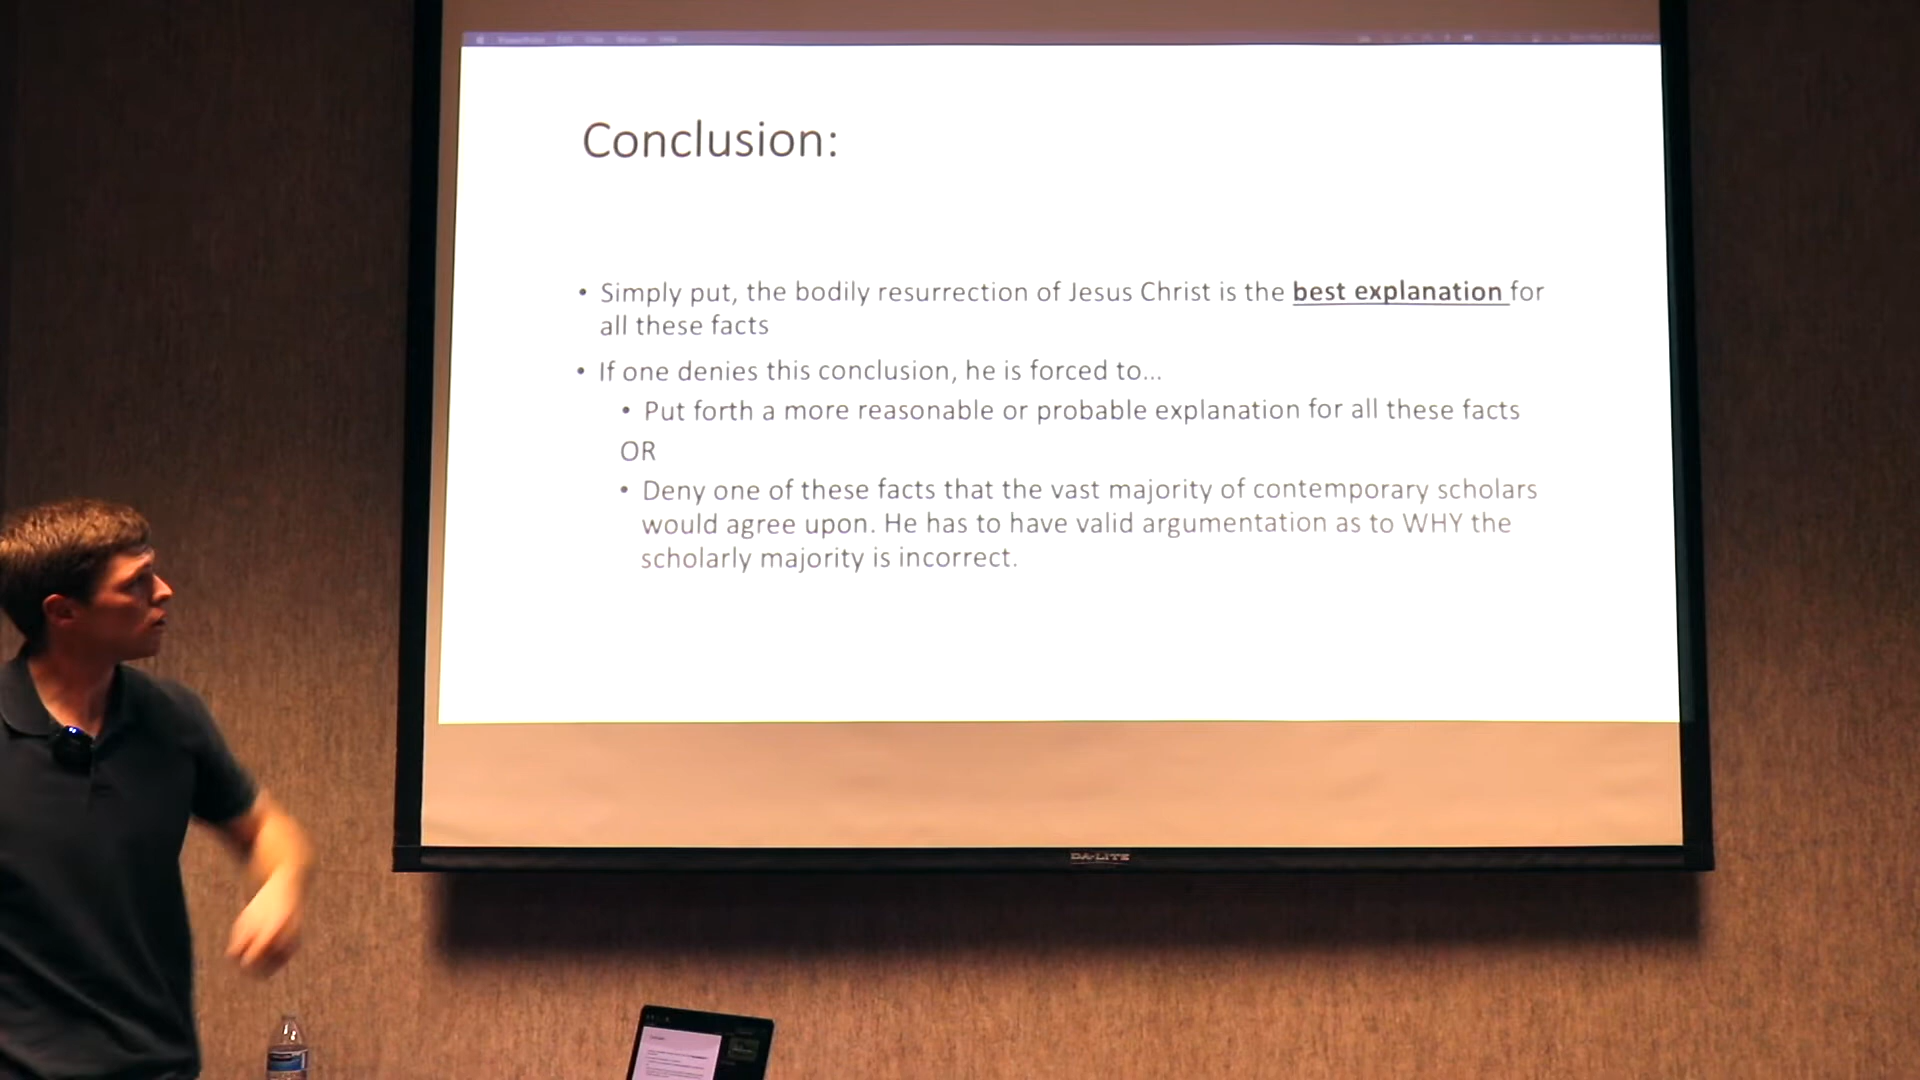 Conclusion:
• Simply put, the bodily resurrection of Jesus Christ is the best explanation for
all these facts
• If one denies this conclusion, he is forced to...
• Put forth a more reasonable or probable explanation for all these facts
OR
• Deny one of these facts that the vast majority of contemporary scholars
would agree upon. He has to have valid argumentation as to WHY the
scholarly majority is incorrect.
DA-LITE